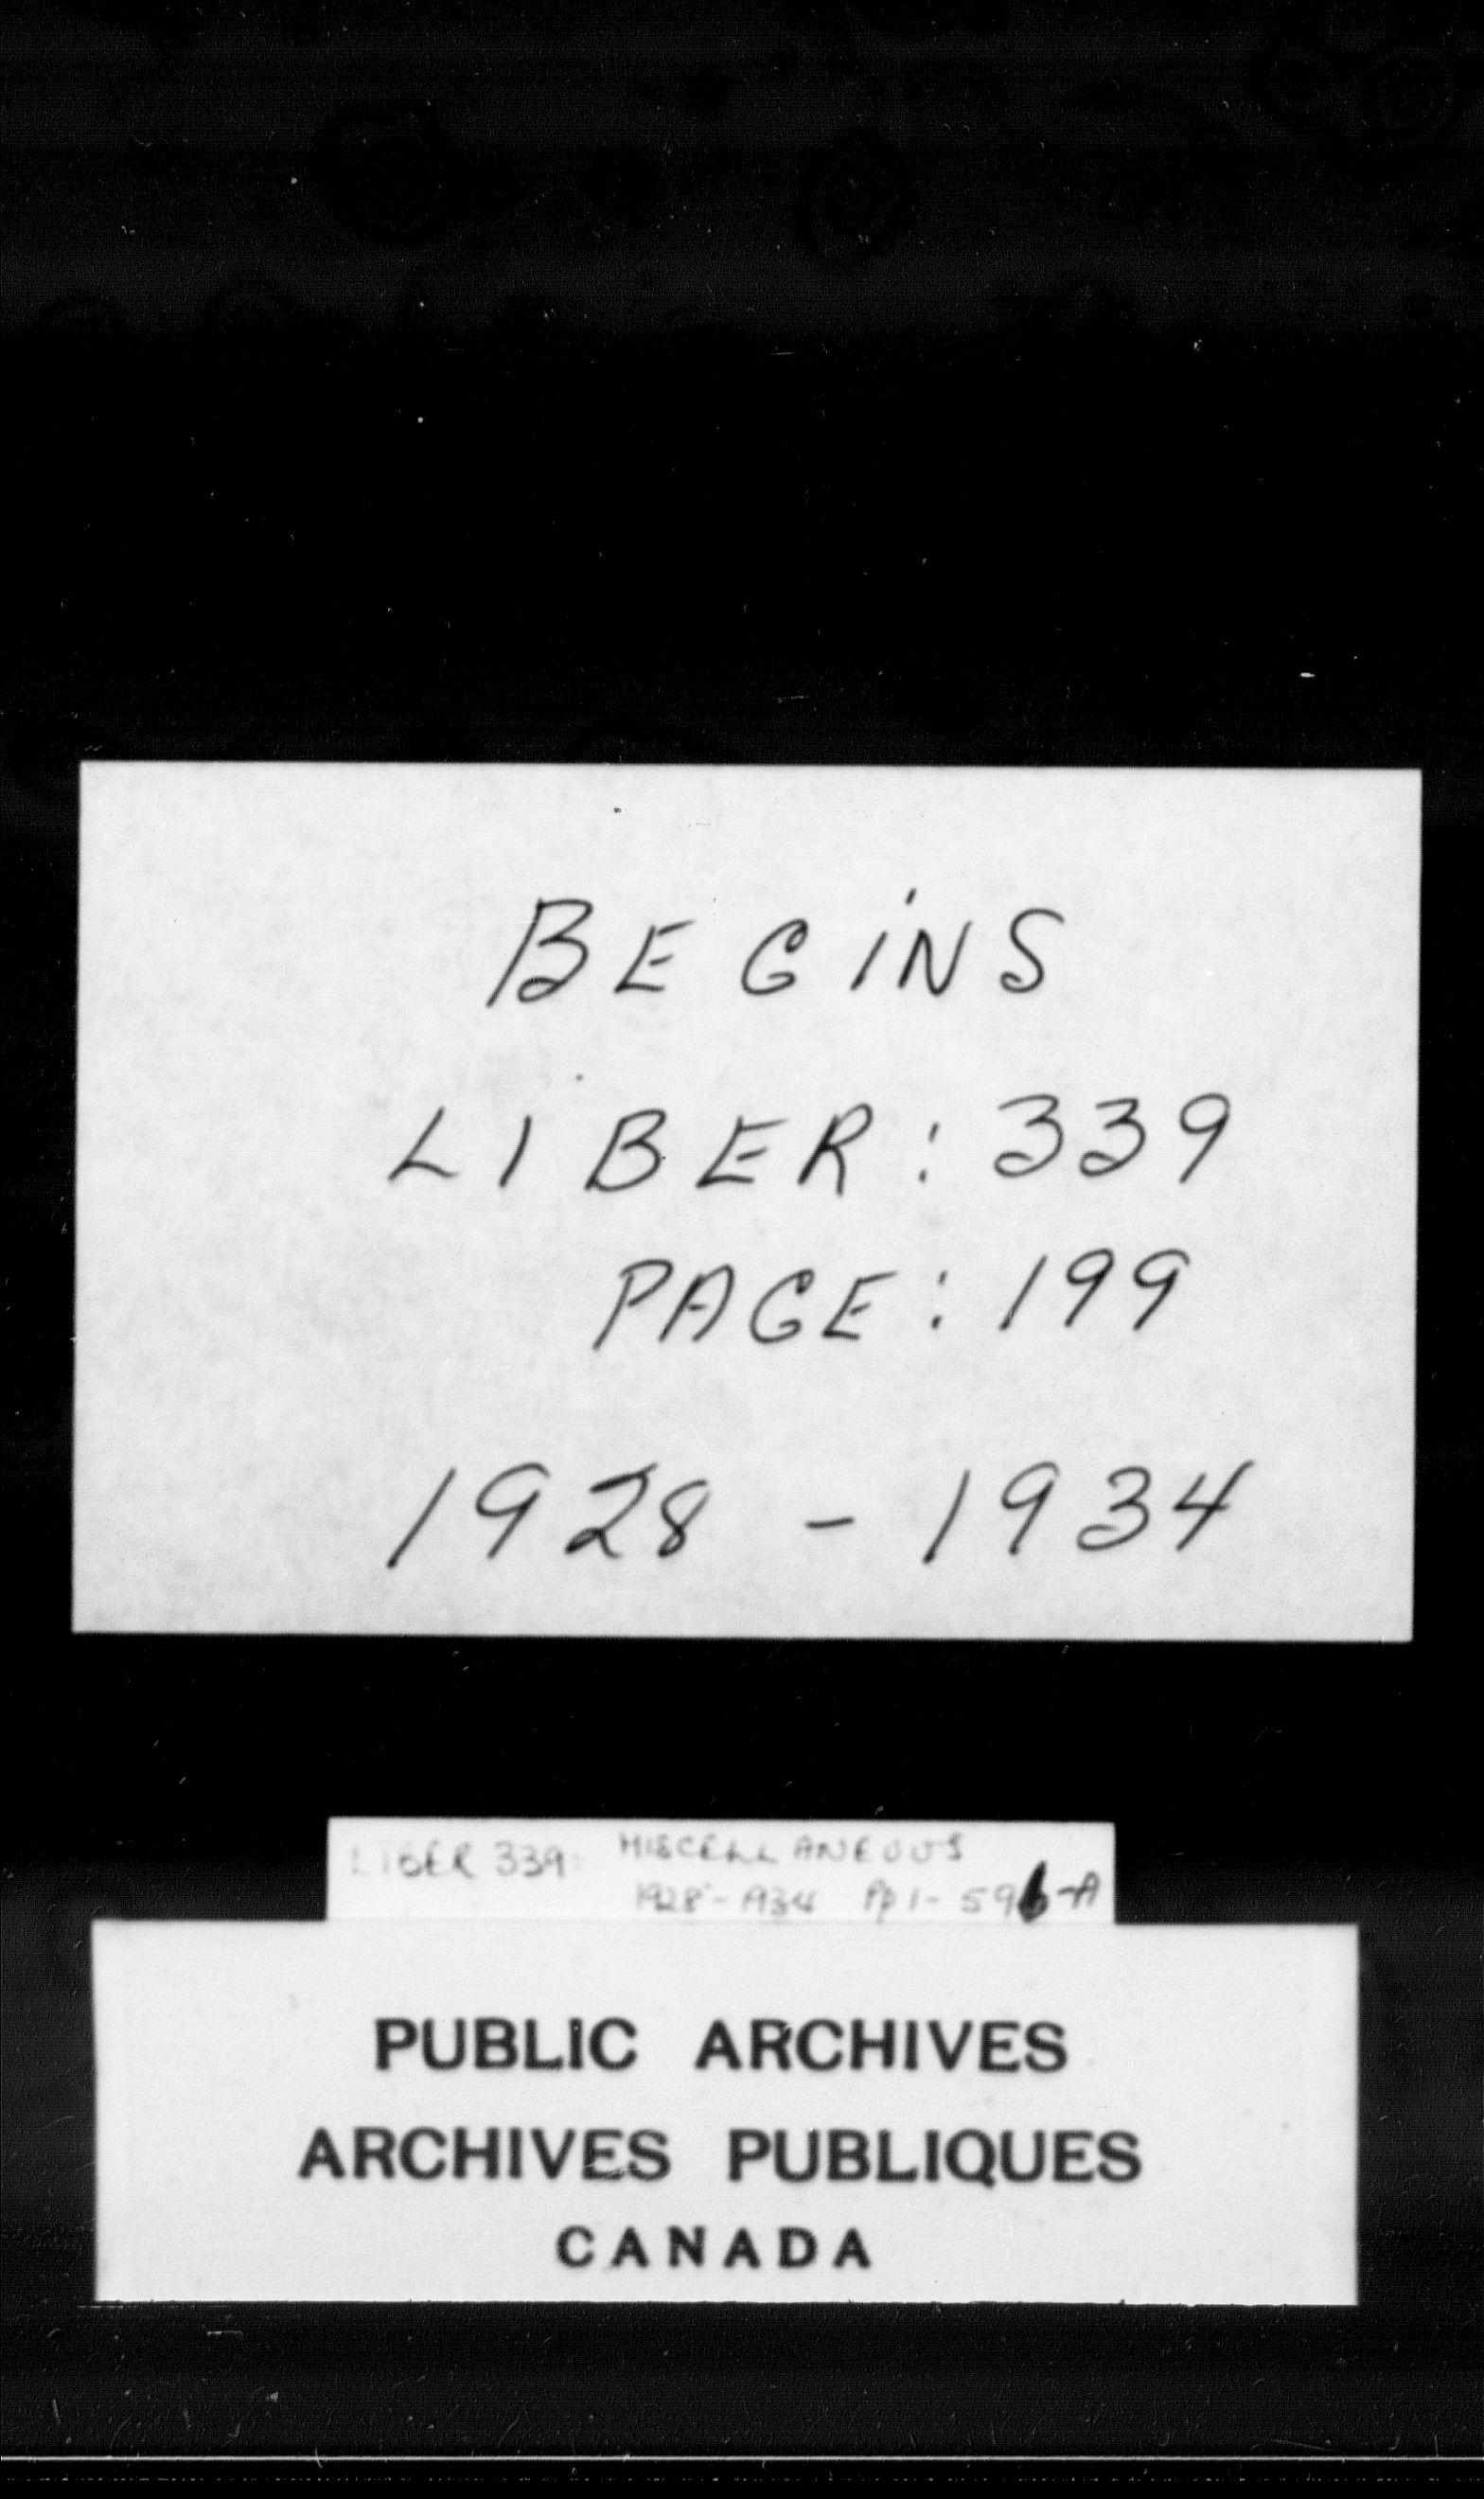 BEGINS
LIBER: 339
PAGE: 199
1928 - 1934
LIBER 339 MISCELLANEOUS
1928 - 1934 Pp 1 - 596-A
PUBLIC ARCHIVES
ARCHIVES PUBLIQUES
CANADA